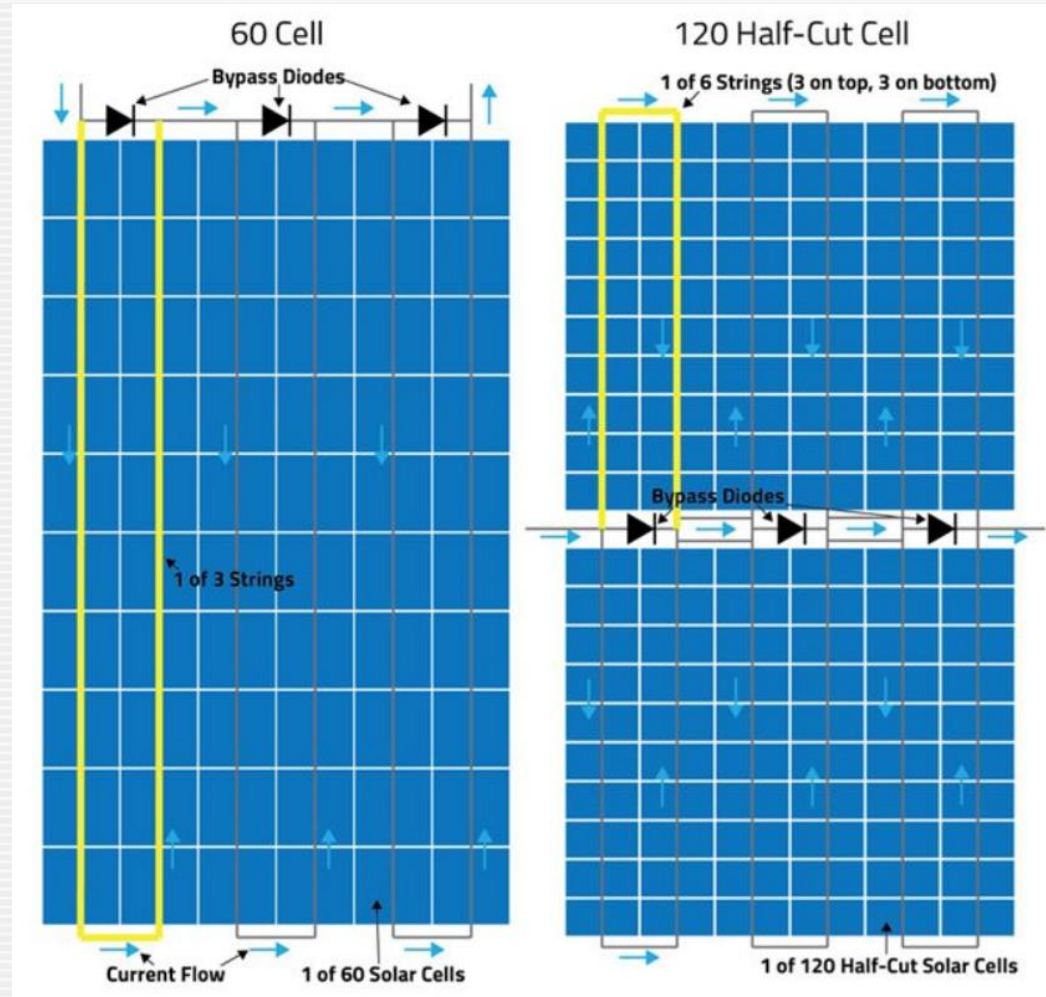 60 Cell
Bypass Diodes
1 of 3 Strings
Current Flow
1 of 60 Solar Cells
120 Half-Cut Cell
1 of 6 Strings (3 on top, 3 on bottom)
Bypass Diodes
1 of 120 Half-Cut Solar Cells